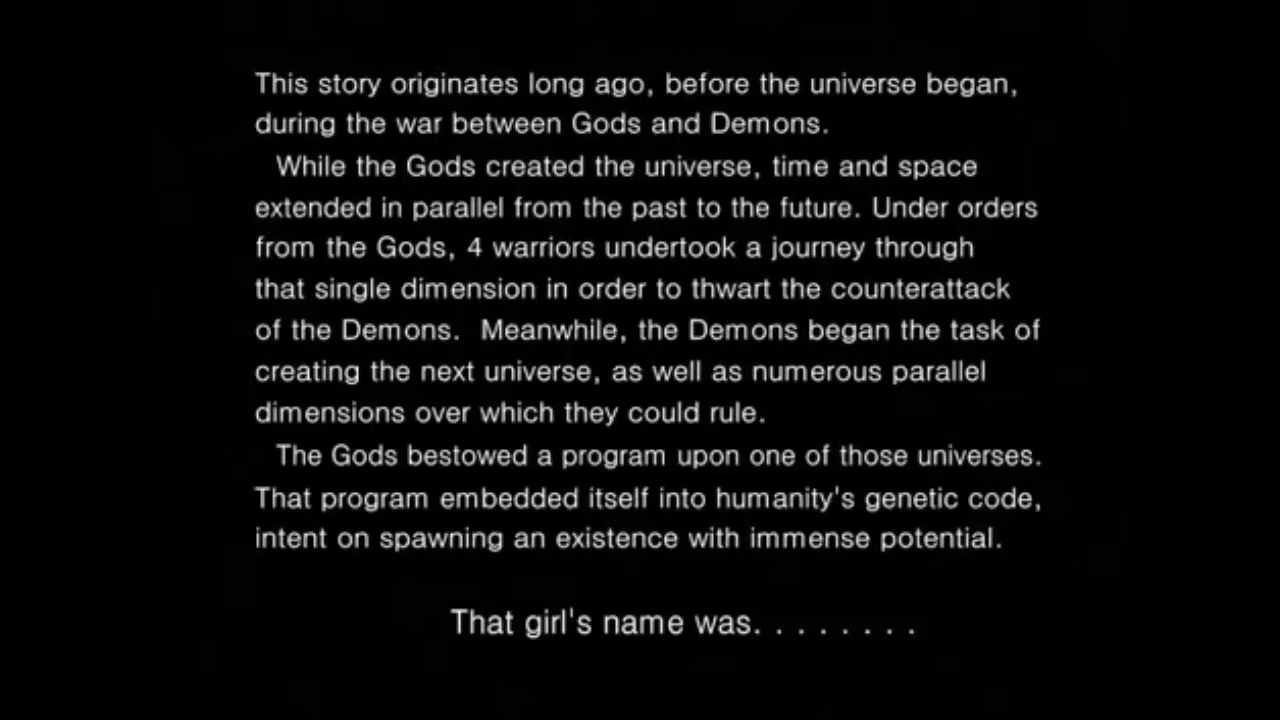 This story originates long ago, before the universe began,
during the war between Gods and Demons.
While the Gods created the universe, time and space
extended in parallel from the past to the future. Under orders
from the Gods, 4 warriors undertook a journey through
that single dimension in order to thwart the counterattack
of the Demons. Meanwhile, the Demons began the task of
creating the next universe, as well as numerous parallel
dimensions over which they could rule.
The Gods bestowed a program upon one of those universes.
That program embedded itself into humanity's genetic code,
intent on spawning an existence with immense potential.
That girl's name was. . . . . . . .